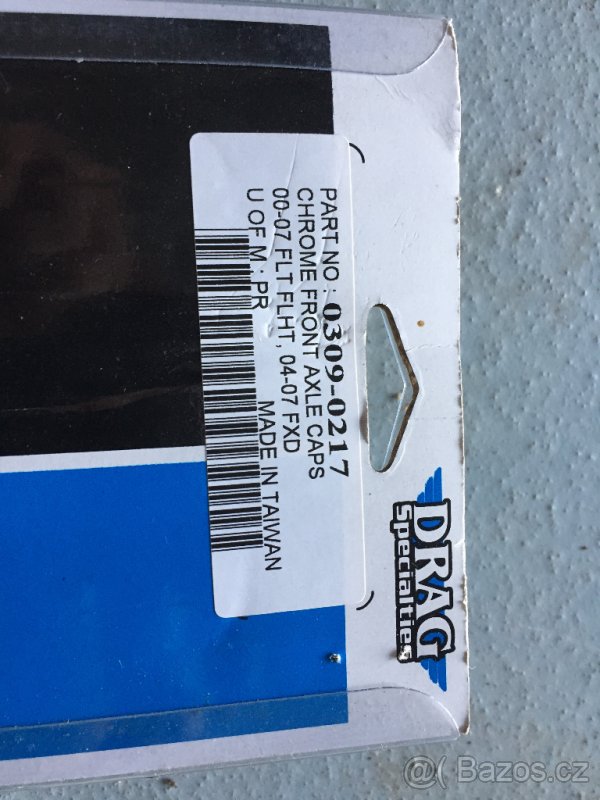 PART NO : 0309-0217
CHROME FRONT AXLE CAPS
00-07 FLT FLHT , 04-07 FXD
U OF M : PR MADE IN TAIWAN
DRAG
Specialties
@ Bazos.cz